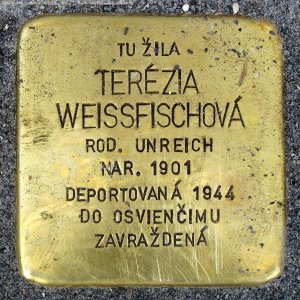 TU ŽILA
TERÉZIA
WEISSFISCHOVÁ
ROD. UNREICH
NAR. 1901
DEPORTOVANÁ 1944
DO OSVIENČIMU
ZAVRAŽDENÁ